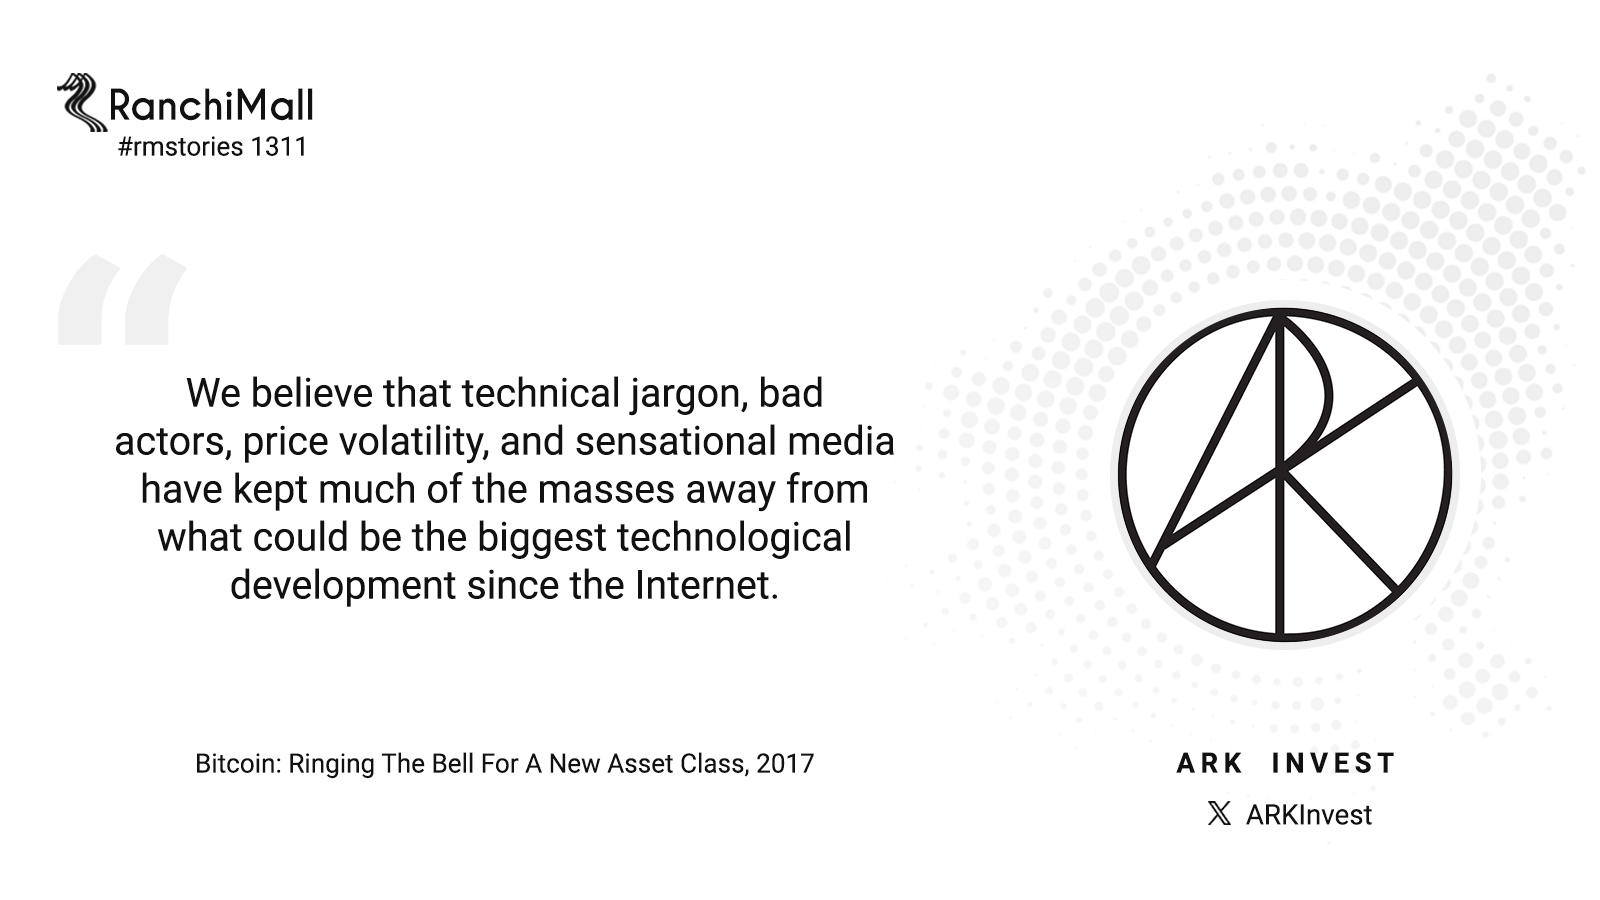 RanchiMall
#rmstories 1311
“
We believe that technical jargon, bad
actors, price volatility, and sensational media
have kept much of the masses away from
what could be the biggest technological
development since the Internet.
Bitcoin: Ringing The Bell For A New Asset Class, 2017
ARK
ARK INVEST
𝕏 ARKInvest